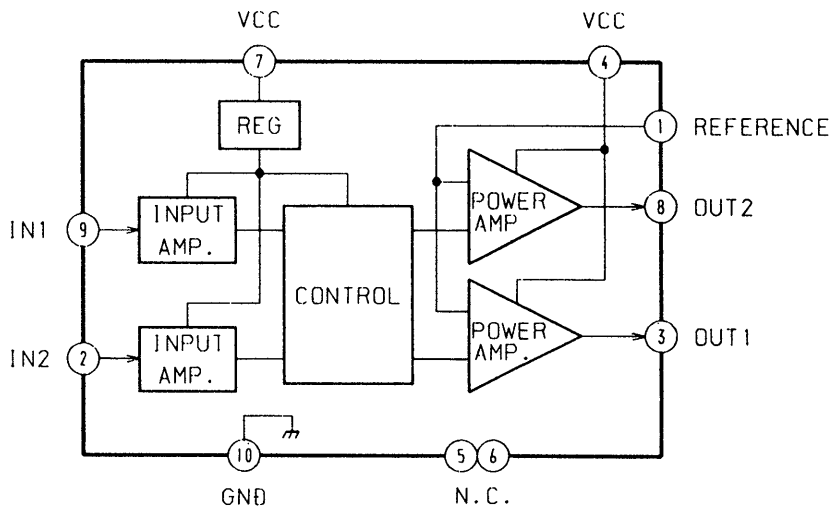 VCC
VCC
7
4
REG
1
REFERENCE
IN1
9
INPUT
AMP.
POWER
AMP
8
OUT2
CONTROL
IN2
2
INPUT
AMP.
POWER
AMP.
3
OUT1
10
5
6
GND
N.C.